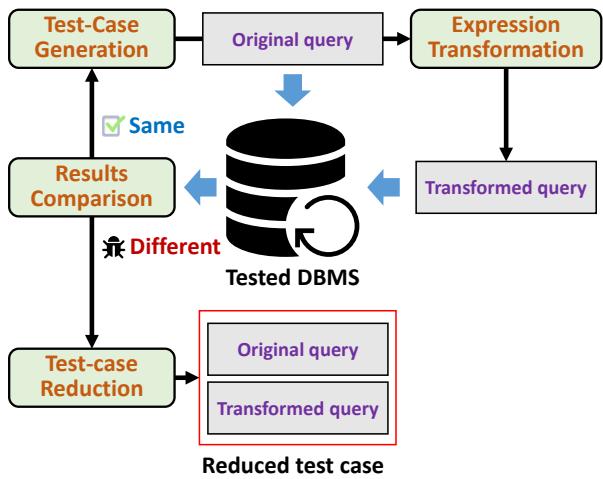 Test-Case
Generation
Original query
Expression
Transformation
Same
Results
Comparison
Transformed query
Different
Tested DBMS
Test-case
Reduction
Original query
Transformed query
Reduced test case